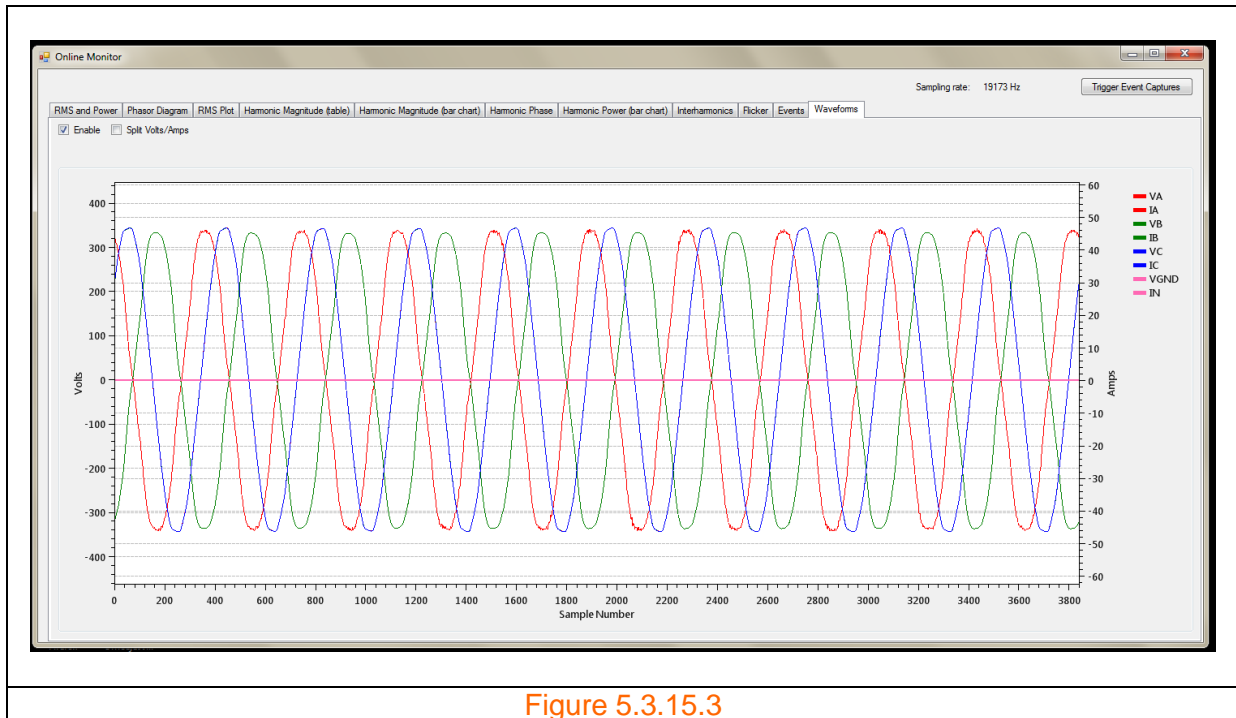 Online Monitor
Sampling rate: 19173 Hz
Trigger Event Captures
RMS and Power Phasor Diagram RMS Plot Harmonic Magnitude (table) Harmonic Magnitude (bar chart) Harmonic Phase Harmonic Power (bar chart) Interharmonics Flicker Events Waveforms
Enable Split Volts/Amps
400
300
200
100
0
-100
-200
-300
-400
Volts
60
50
40
30
20
10
0
-10
-20
-30
-40
-50
-60
Amps
VA
IA
VB
IB
VC
IC
VGND
IN
0 200 400 600 800 1000 1200 1400 1600 1800 2000 2200 2400 2600 2800 3000 3200 3400 3600 3800
Sample Number
Figure 5.3.15.3